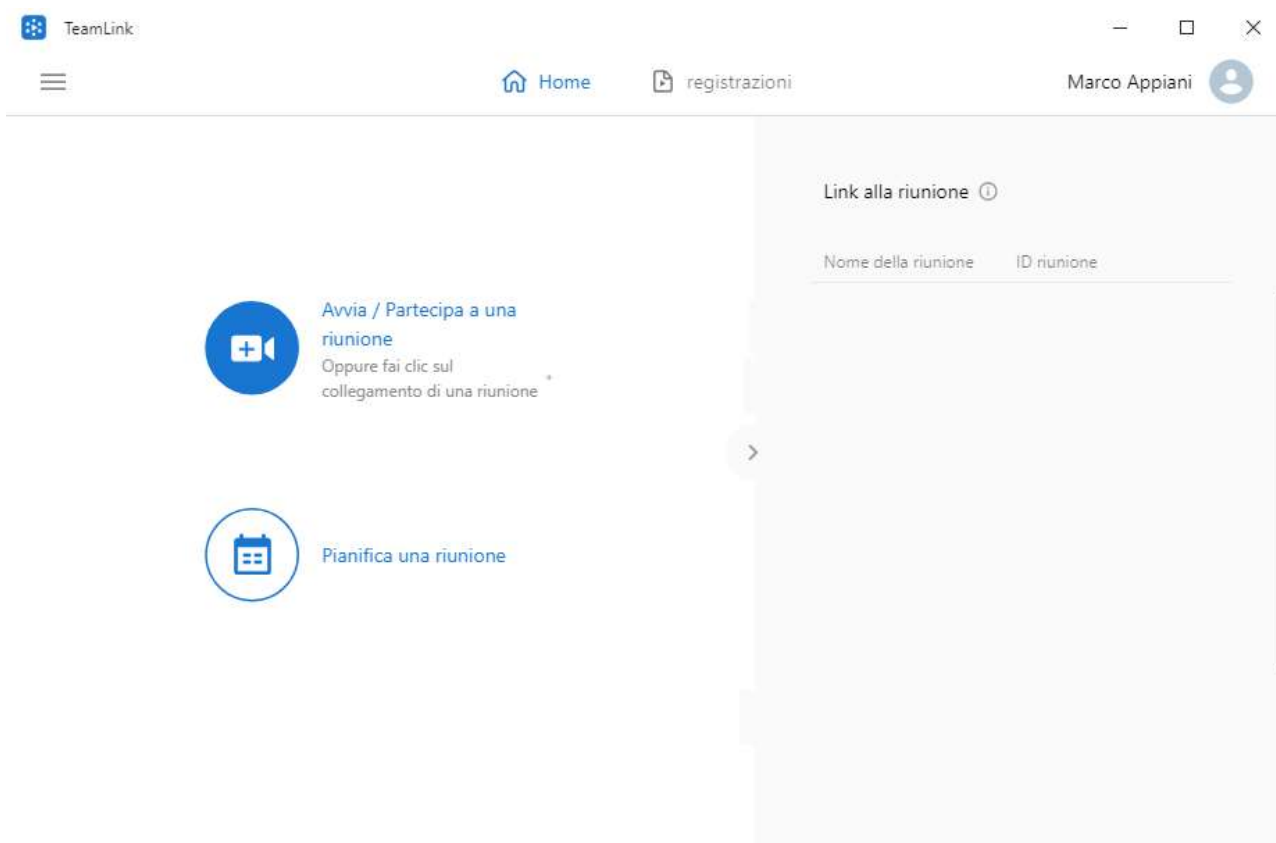 TeamLink
Home
registrazioni
Marco Appiani
Link alla riunione
Nome della riunione
ID riunione
Avvia / Partecipa a una
riunione
Oppure fai clic sul
collegamento di una riunione
Pianifica una riunione